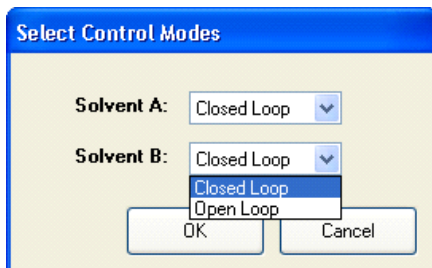 Select Control Modes
Solvent A: Closed Loop
Solvent B: Closed Loop
Closed Loop
Open Loop
OK Cancel